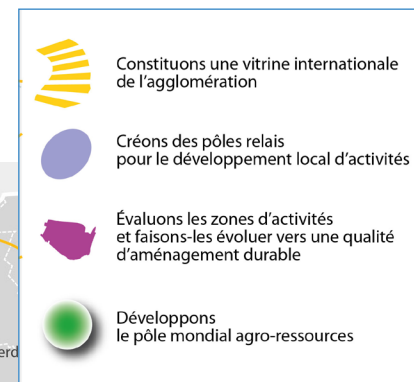 Constituons une vitrine internationale
de l'agglomération
Créons des pôles relais
pour le développement local d'activités
Évaluons les zones d'activités
et faisons-les évoluer vers une qualité
d'aménagement durable
Développons
le pôle mondial agro-ressources